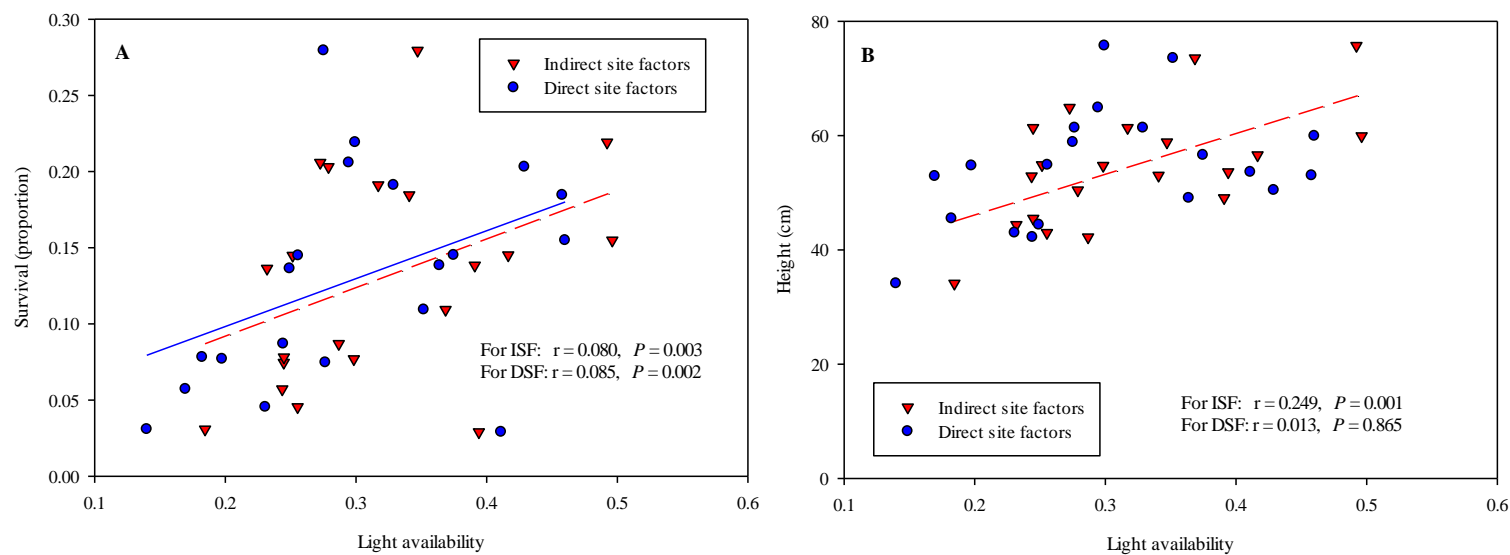 A
Indirect site factors
Direct site factors
0.30
0.25
0.20
0.15
0.10
0.05
0.00
Survival (proportion)
For ISF: r = 0.080, P = 0.003
For DSF: r = 0.085, P = 0.002
0.1 0.2 0.3 0.4 0.5 0.6
Light availability
B
80
60
40
20
0
Height (cm)
Indirect site factors
Direct site factors
For ISF: r = 0.249, P = 0.001
For DSF: r = 0.013, P = 0.865
0.1 0.2 0.3 0.4 0.5 0.6
Light availability